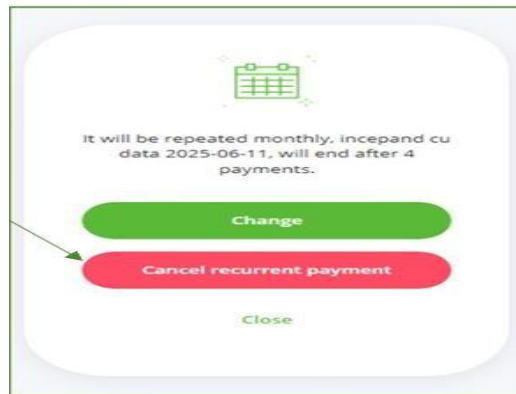 It will be repeated monthly, incepand cu
data 2025-06-11, will end after 4
payments.
Change
Cancel recurrent payment
Close